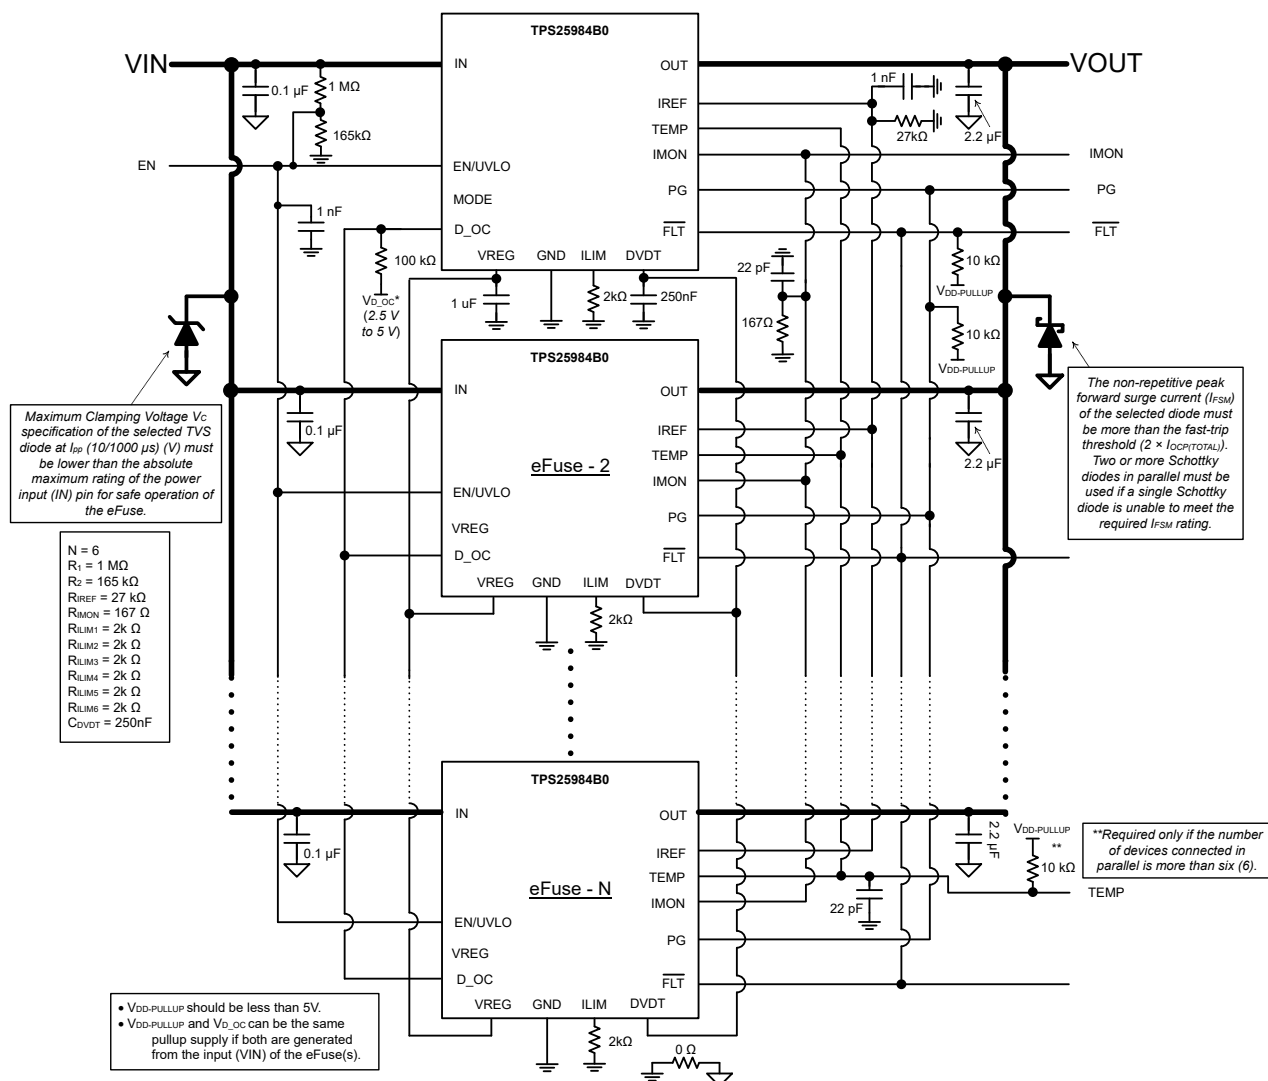 TPS25984B0
VIN
IN
OUT
VOUT
0.1 µF
1 MΩ
1 nF
IREF
165kΩ
TEMP
27kΩ
2.2 µF
EN
EN/UVLO
IMON
IMON
MODE
PG
PG
1 nF
D_OC
FLT
FLT
100 kΩ
VREG
GND
ILIM
DVDT
22 pF
10 kΩ
VD_OC*
(2.5 V
to 5 V)
1 uF
2kΩ
250nF
VDD-PULLUP
167Ω
10 kΩ
VDD-PULLUP
TPS25984B0
IN
OUT
0.1 µF
IREF
TEMP
2.2 µF
eFuse - 2
IMON
EN/UVLO
PG
VREG
D_OC
FLT
VREG
GND
ILIM
DVDT
2kΩ
Maximum Clamping Voltage VC
specification of the selected TVS
diode at Ipp (10/1000 µs) (V) must
be lower than the absolute
maximum rating of the power
input (IN) pin for safe operation of
the eFuse.
The non-repetitive peak
forward surge current (IFSM)
of the selected diode must
be more than the fast-trip
threshold (2 × IOCP(TOTAL)).
Two or more Schottky
diodes in parallel must be
used if a single Schottky
diode is unable to meet the
required IFSM rating.
N = 6
R1 = 1 MΩ
R2 = 165 kΩ
RIREF = 27 kΩ
RIMON = 167 Ω
RILIM1 = 2k Ω
RILIM2 = 2k Ω
RILIM3 = 2k Ω
RILIM4 = 2k Ω
RILIM5 = 2k Ω
RILIM6 = 2k Ω
CDVDT = 250nF
TPS25984B0
IN
OUT
0.1 µF
IREF
2.2 µF
VDD-PULLUP
**
10 kΩ
**Required only if the number
of devices connected in
parallel is more than six (6).
TEMP
TEMP
eFuse - N
IMON
22 pF
EN/UVLO
PG
VREG
D_OC
FLT
VREG
GND
ILIM
DVDT
2kΩ
0 Ω
• VDD-PULLUP should be less than 5V.
• VDD-PULLUP and VD_OC can be the same
pullup supply if both are generated
from the input (VIN) of the eFuse(s).